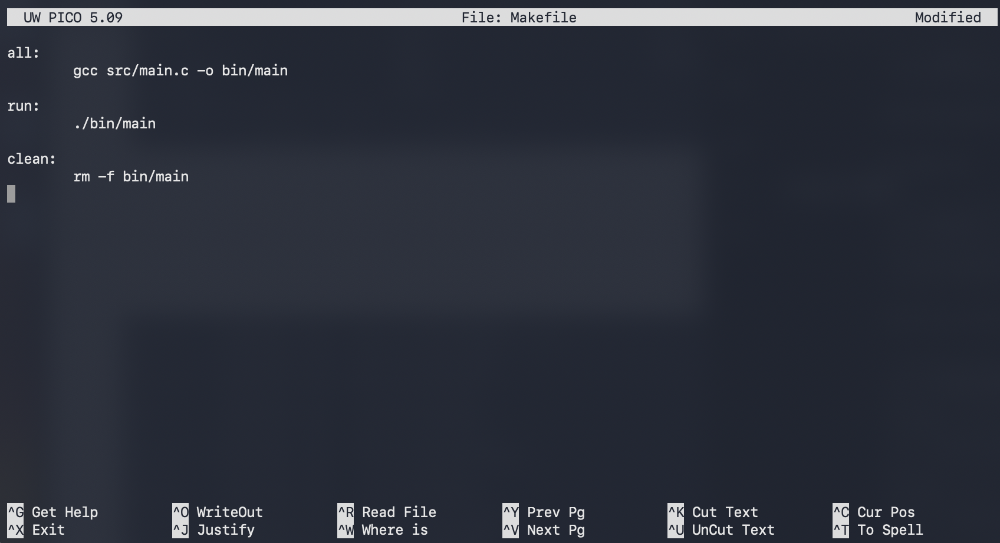 UW PICO 5.09 File: Makefile Modified
all:
gcc src/main.c -o bin/main
run:
./bin/main
clean:
rm -f bin/main
^G Get Help ^O WriteOut ^R Read File ^Y Prev Pg ^K Cut Text ^C Cur Pos
^X Exit ^J Justify ^W Where is ^V Next Pg ^U UnCut Text ^T To Spell